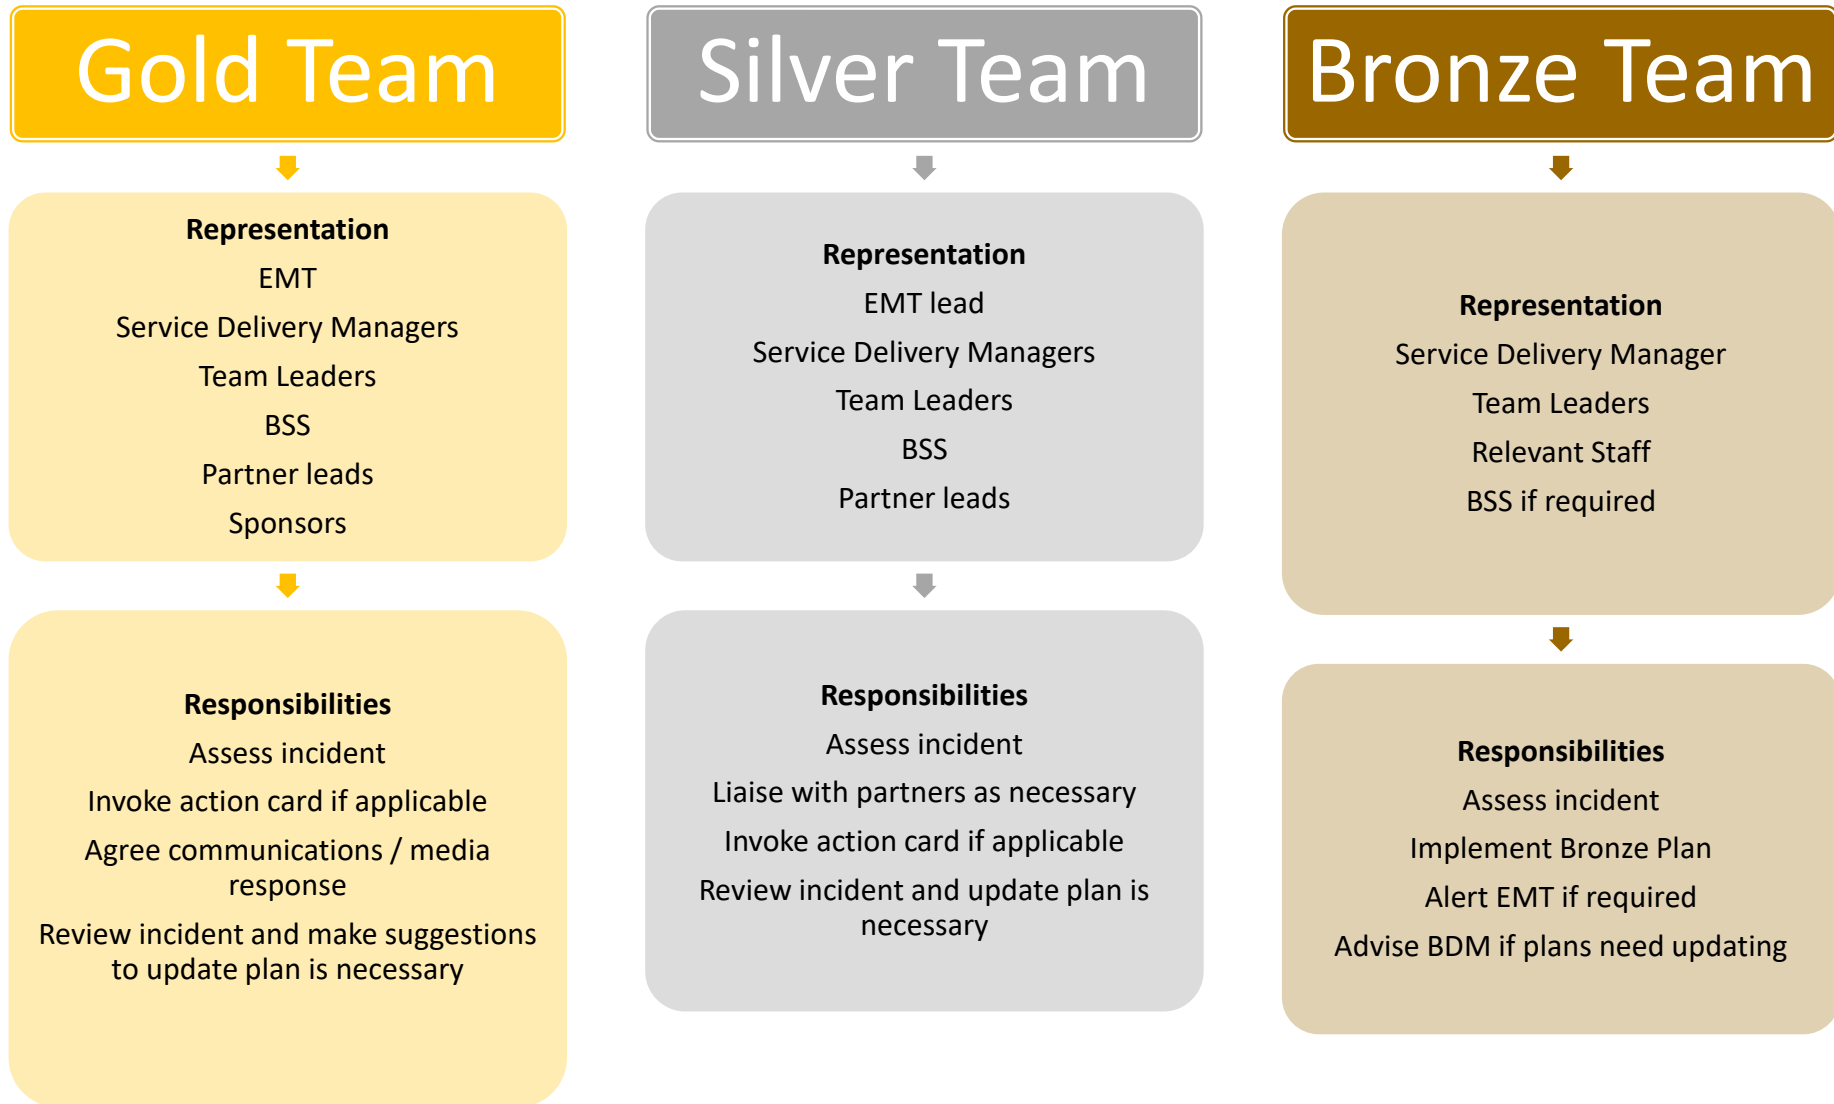 Gold Team
Representation
EMT
Service Delivery Managers
Team Leaders
BSS
Partner leads
Sponsors
Responsibilities
Assess incident
Invoke action card if applicable
Agree communications / media
response
Review incident and make suggestions
to update plan is necessary
Silver Team
Representation
EMT lead
Service Delivery Managers
Team Leaders
BSS
Partner leads
Responsibilities
Assess incident
Liaise with partners as necessary
Invoke action card if applicable
Review incident and update plan is
necessary
Bronze Team
Representation
Service Delivery Manager
Team Leaders
Relevant Staff
BSS if required
Responsibilities
Assess incident
Implement Bronze Plan
Alert EMT if required
Advise BDM if plans need updating